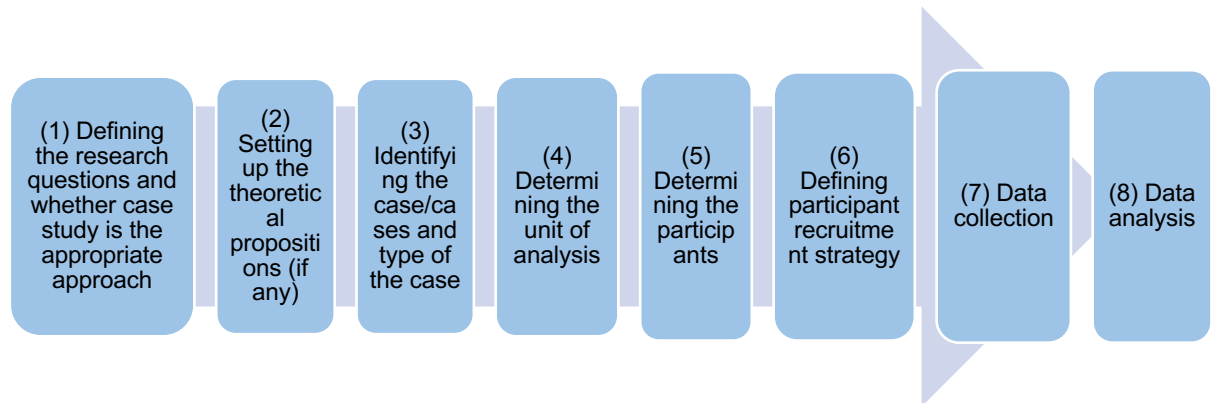 (1) Defining
the research
questions and
whether case
study is the
appropriate
approach
(2)
Setting
up the
theoretic
al
propositi
ons (if
any)
(3)
Identifyi
ng the
case/ca
ses and
type of
the case
(4)
Determi
ning the
unit of
analysis
(5)
Determi
ning the
particip
ants
(6)
Defining
participant
recruitme
nt strategy
(7) Data
collection
(8) Data
analysis